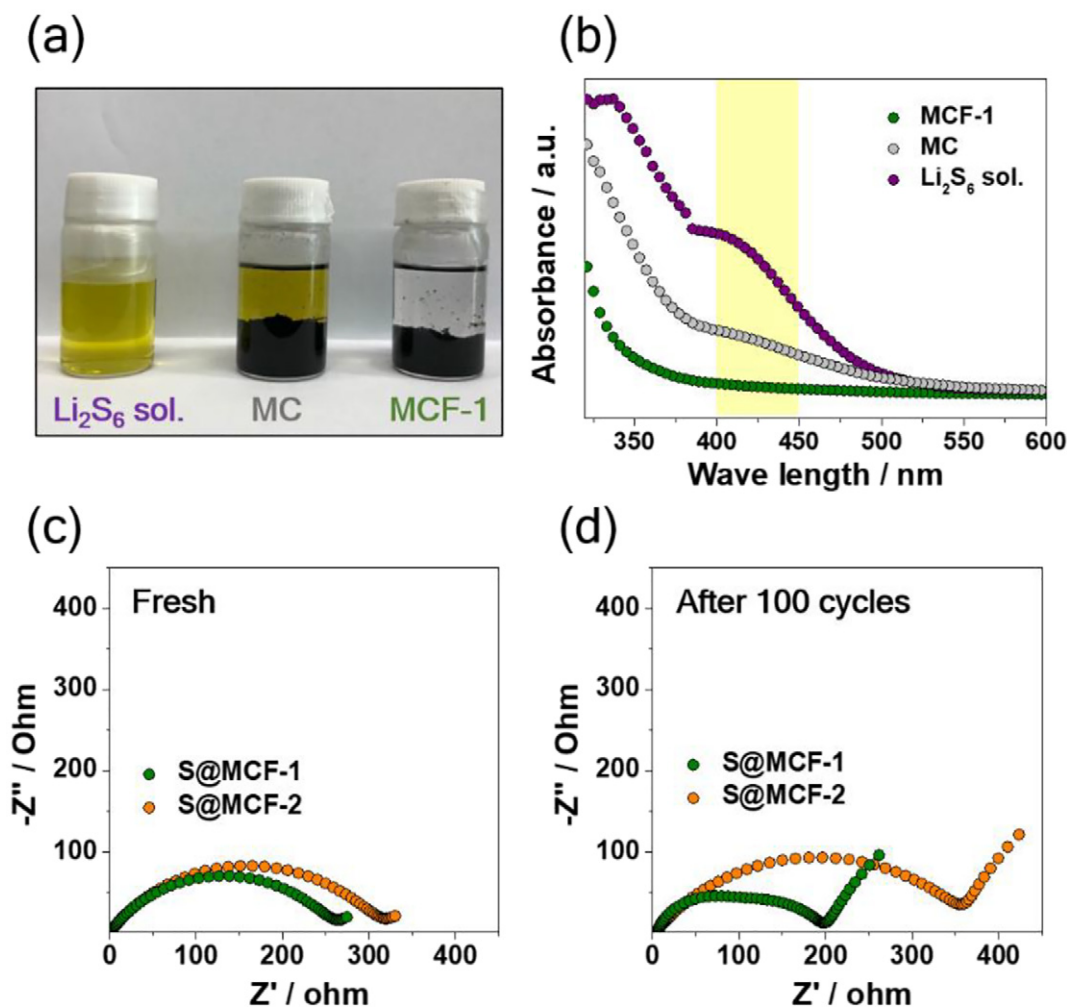 (a)
Li₂S₆ sol. MC MCF-1
(b)
Absorbance / a.u.
MCF-1
MC
Li₂S₆ sol.
350 400 450 500 550 600
Wave length / nm
(c)
-Z" / Ohm
400
300
200
100
Fresh
S@MCF-1
S@MCF-2
0 100 200 300 400
Z' / ohm
(d)
-Z" / Ohm
400
300
200
100
After 100 cycles
S@MCF-1
S@MCF-2
0 100 200 300 400
Z' / ohm